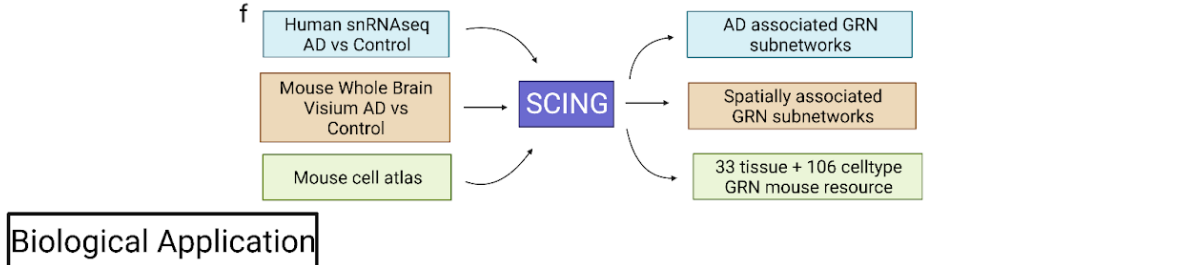 f
Human snRNAseq
AD vs Control
Mouse Whole Brain
Visium AD vs
Control
Mouse cell atlas
SCING
AD associated GRN
subnetworks
Spatially associated
GRN subnetworks
33 tissue + 106 celltype
GRN mouse resource
Biological Application